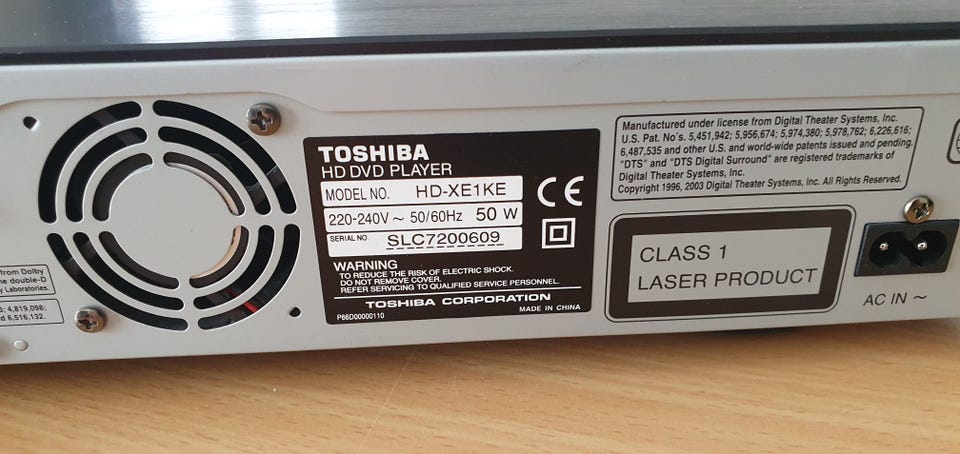 TOSHIBA
HD DVD PLAYER
MODEL NO. HD-XE1KE
220-240V ~ 50/60Hz 50 W
SERIAL NO. SLC7200609
CE
WARNING
TO REDUCE THE RISK OF ELECTRIC SHOCK.
DO NOT REMOVE COVER.
REFER SERVICING TO QUALIFIED SERVICE PERSONNEL.
TOSHIBA CORPORATION
MADE IN CHINA
P66D00000110
Manufactured under license from Digital Theater Systems, Inc.
U.S. Pat. No's. 5,451,942; 5,956,674; 5,974,380; 5,978,762; 6,226,616;
6,487,535 and other U.S. and world-wide patents issued and pending.
"DTS" and "DTS Digital Surround" are registered trademarks of
Digital Theater Systems, Inc.
Copyright 1996, 2003 Digital Theater Systems, Inc. All Rights Reserved.
CLASS 1
LASER PRODUCT
AC IN ~
from Dolby
double-D
Laboratories.
4,819,098;
6,516,132.